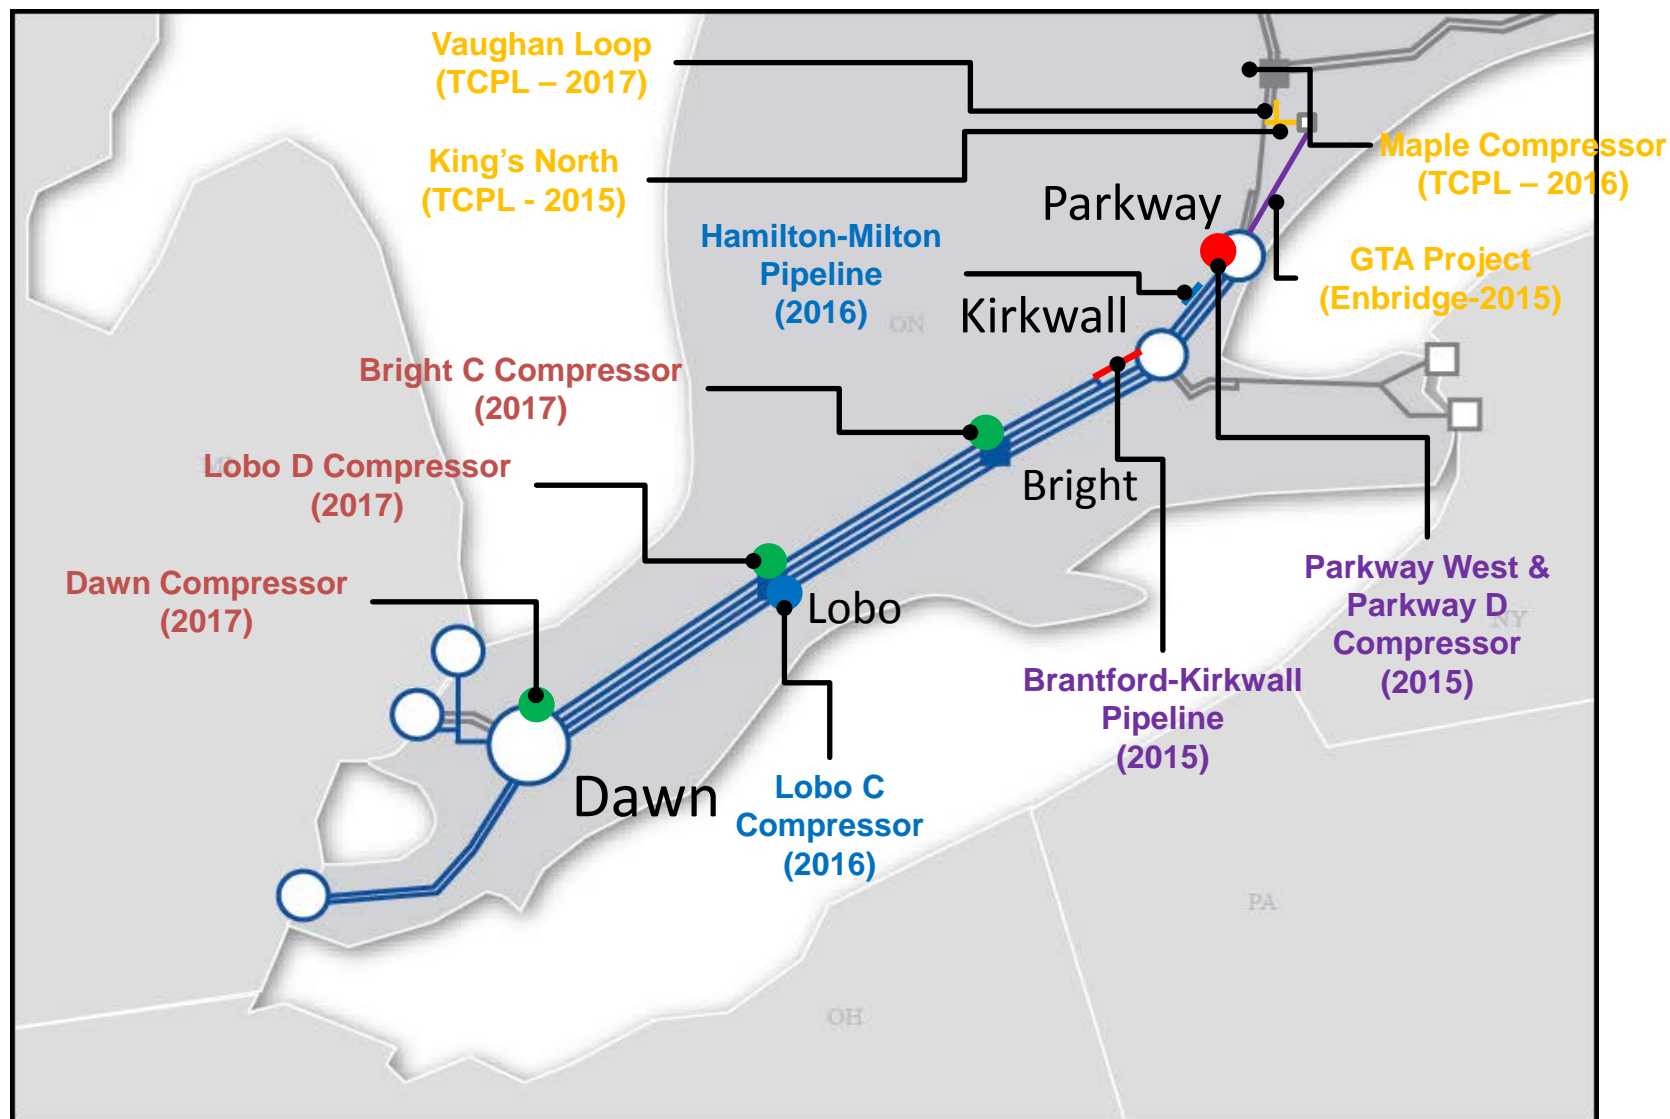 Vaughan Loop
(TCPL – 2017)
King's North
(TCPL - 2015)
Maple Compressor
(TCPL – 2016)
Parkway
Hamilton-Milton
Pipeline
(2016)
GTA Project
(Enbridge-2015)
ON
Kirkwall
Bright C Compressor
(2017)
MI
Lobo D Compressor
(2017)
Bright
Dawn Compressor
(2017)
Lobo
Parkway West &
Parkway D
Compressor
(2015)
NY
Brantford-Kirkwall
Pipeline
(2015)
Dawn
Lobo C
Compressor
(2016)
PA
OH